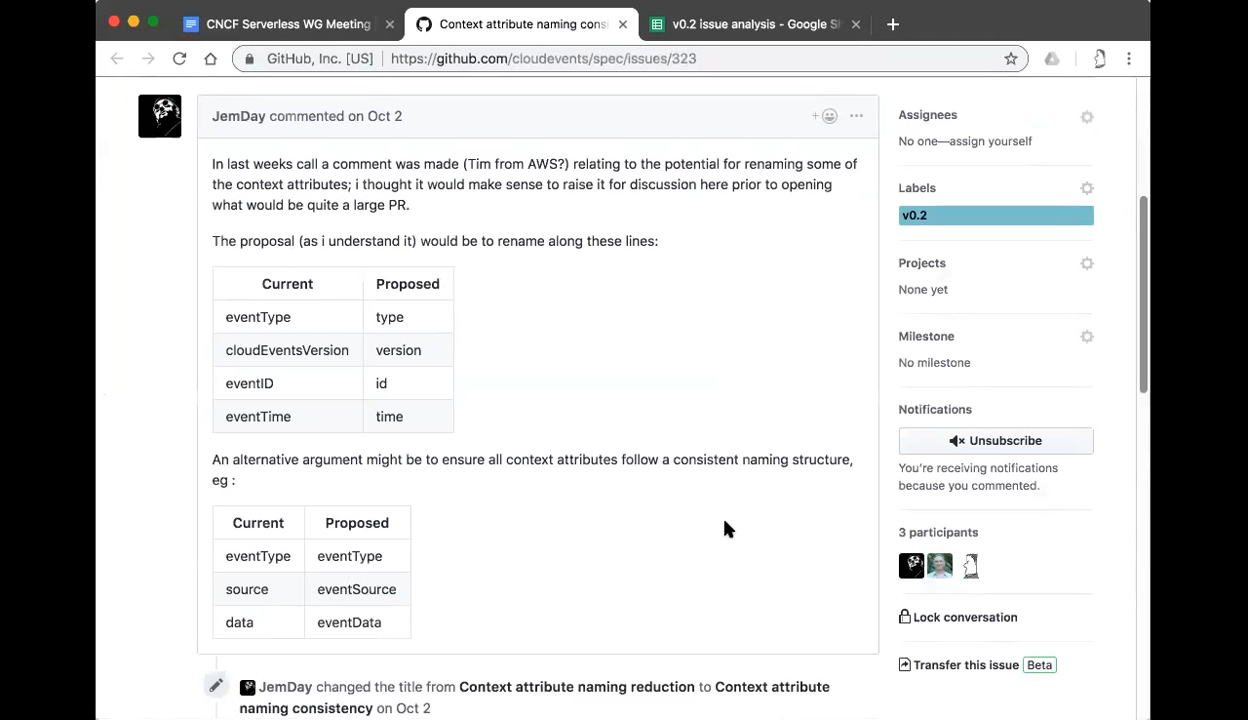 CNCF Serverless WG Meeting
Context attribute naming cons
v0.2 issue analysis - Google Sh
GitHub, Inc. [US]
https://github.com/cloudevents/spec/issues/323
JemDay commented on Oct 2
In last weeks call a comment was made (Tim from AWS?) relating to the potential for renaming some of
the context attributes; i thought it would make sense to raise it for discussion here prior to opening
what would be quite a large PR.
The proposal (as i understand it) would be to rename along these lines:
Current Proposed
eventType type
cloudEventsVersion version
eventID id
eventTime time
An alternative argument might be to ensure all context attributes follow a consistent naming structure,
eg :
Current Proposed
eventType eventType
source eventSource
data eventData
JemDay changed the title from Context attribute naming reduction to Context attribute
naming consistency on Oct 2
Assignees
No one—assign yourself
Labels
v0.2
Projects
None yet
Milestone
No milestone
Notifications
Unsubscribe
You're receiving notifications
because you commented.
3 participants
Lock conversation
Transfer this issue Beta